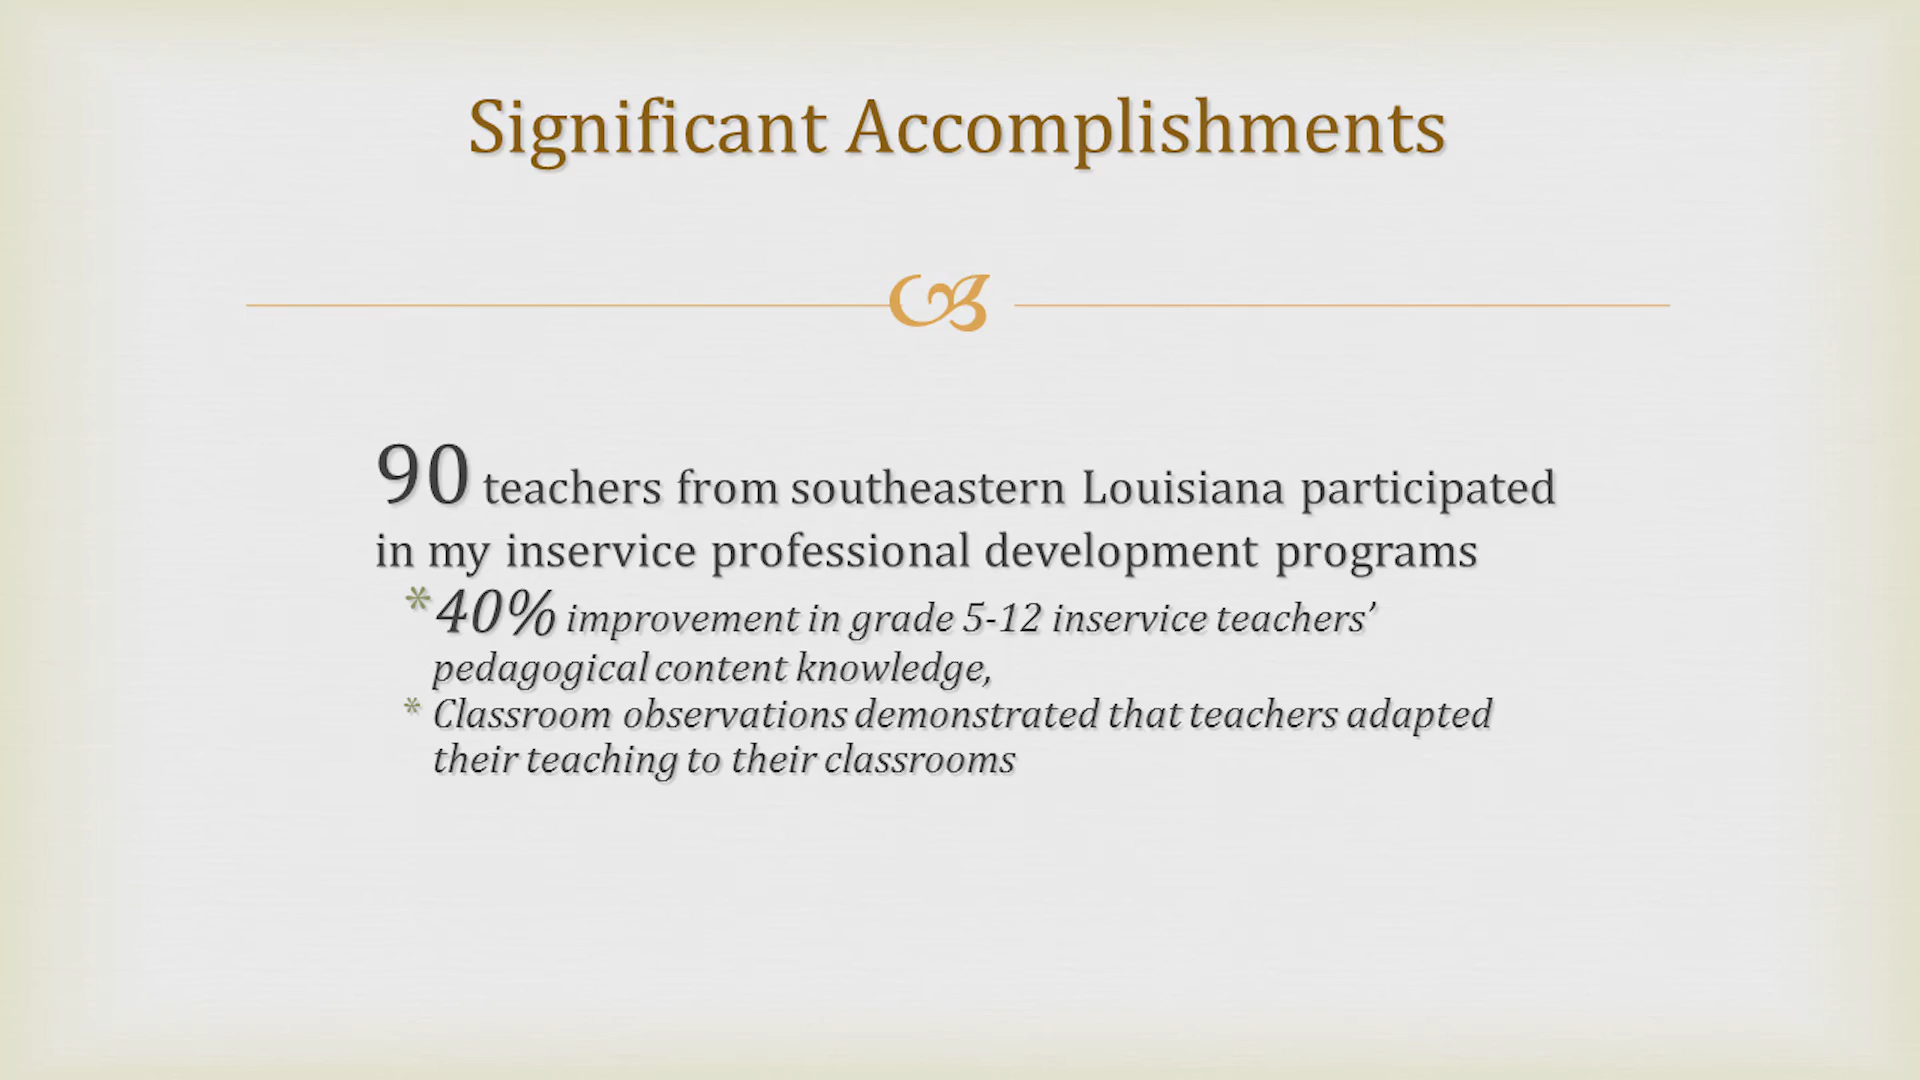 Significant Accomplishments
90 teachers from southeastern Louisiana participated
in my inservice professional development programs
*40% improvement in grade 5-12 inservice teachers’
pedagogical content knowledge,
* Classroom observations demonstrated that teachers adapted
their teaching to their classrooms